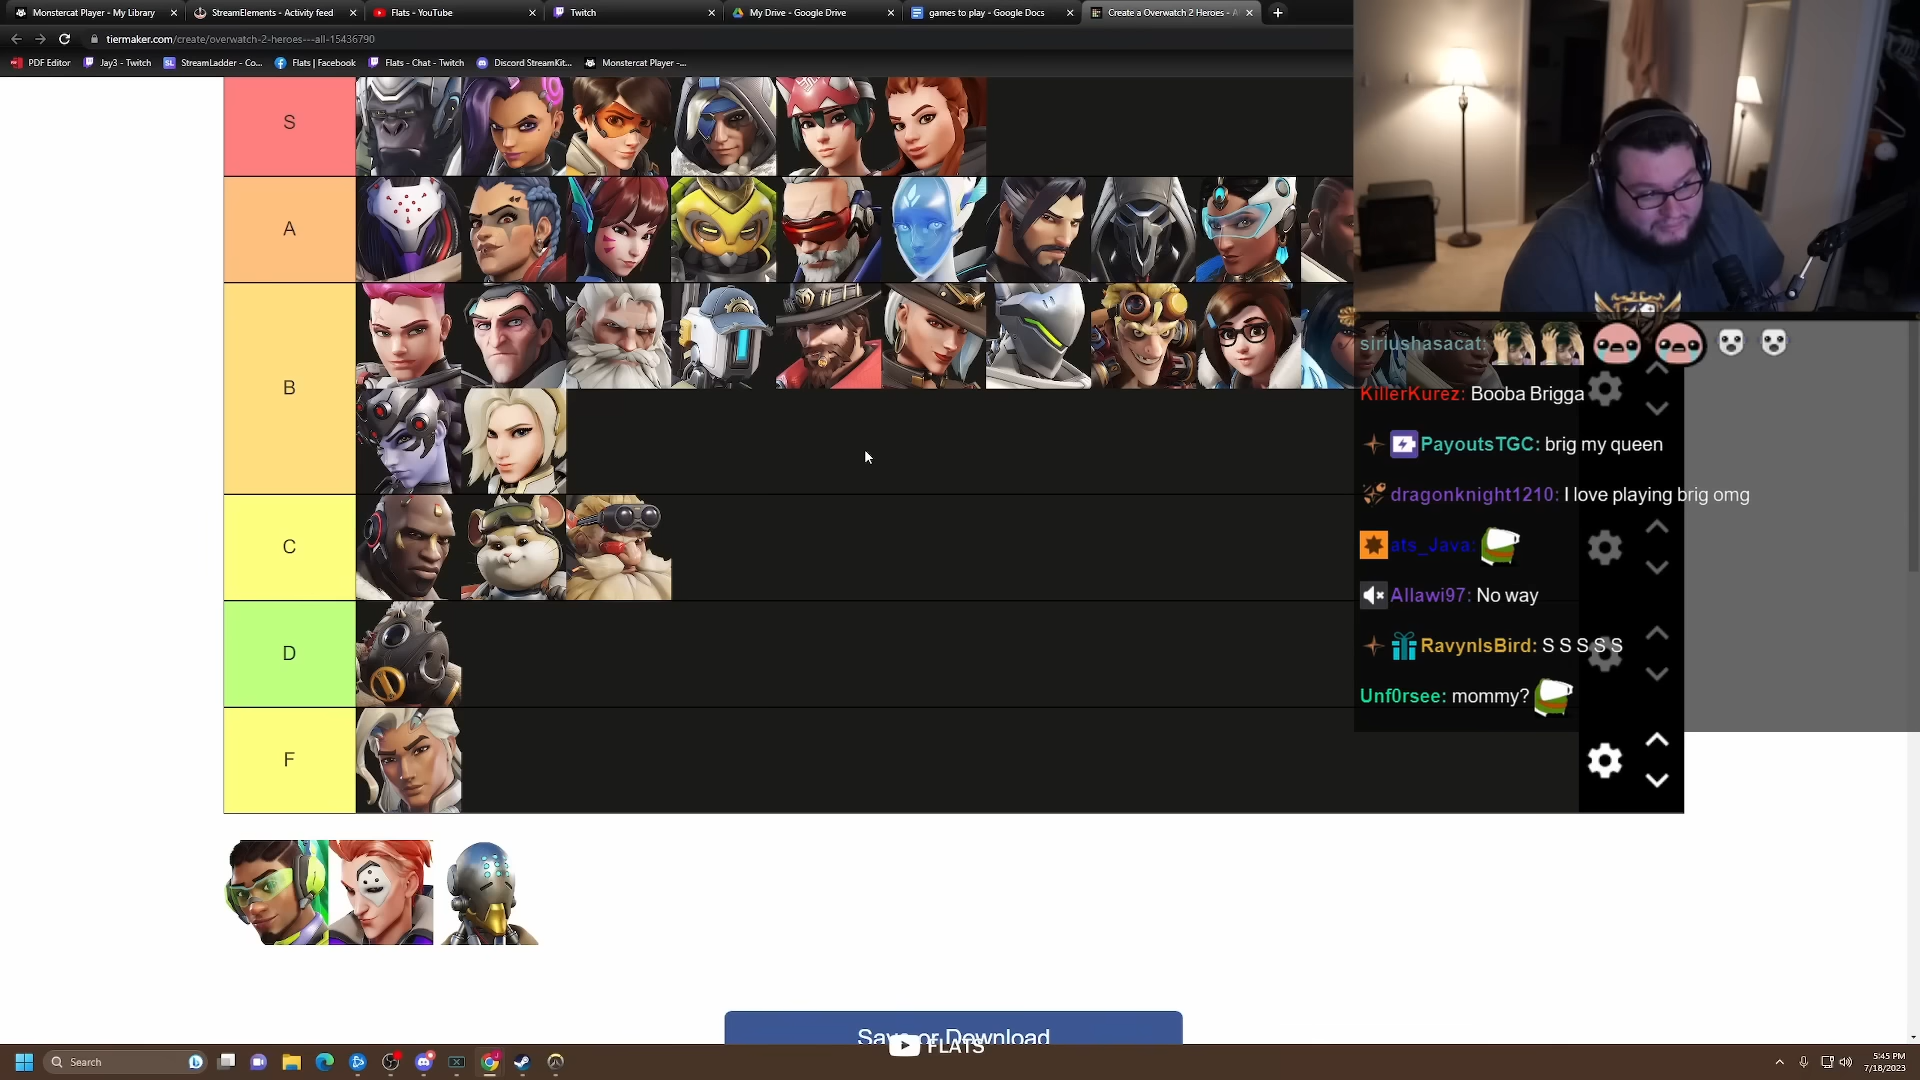 Monstercat Player - My Library
StreamElements - Activity feed
Flats - YouTube
Twitch
My Drive - Google Drive
games to play - Google Docs
Create a Overwatch 2 Heroes - A
tiermaker.com/create/overwatch-2-heroes---all-15436790
PDF Editor
Jay3 - Twitch
StreamLadder - Co...
Flats | Facebook
Flats - Chat - Twitch
Discord StreamKit...
Monstercat Player -...
S
A
B
C
D
F
siriushasacat:
KillerKurez: Booba Brigga
PayoutsTGC: brig my queen
dragonknight1210: I love playing brig omg
ats_Java:
Allawi97: No way
RavynIsBird: S S S S S
Unf0rsee: mommy?
Save or Download
FLATS
Search
5:45 PM
7/18/2023